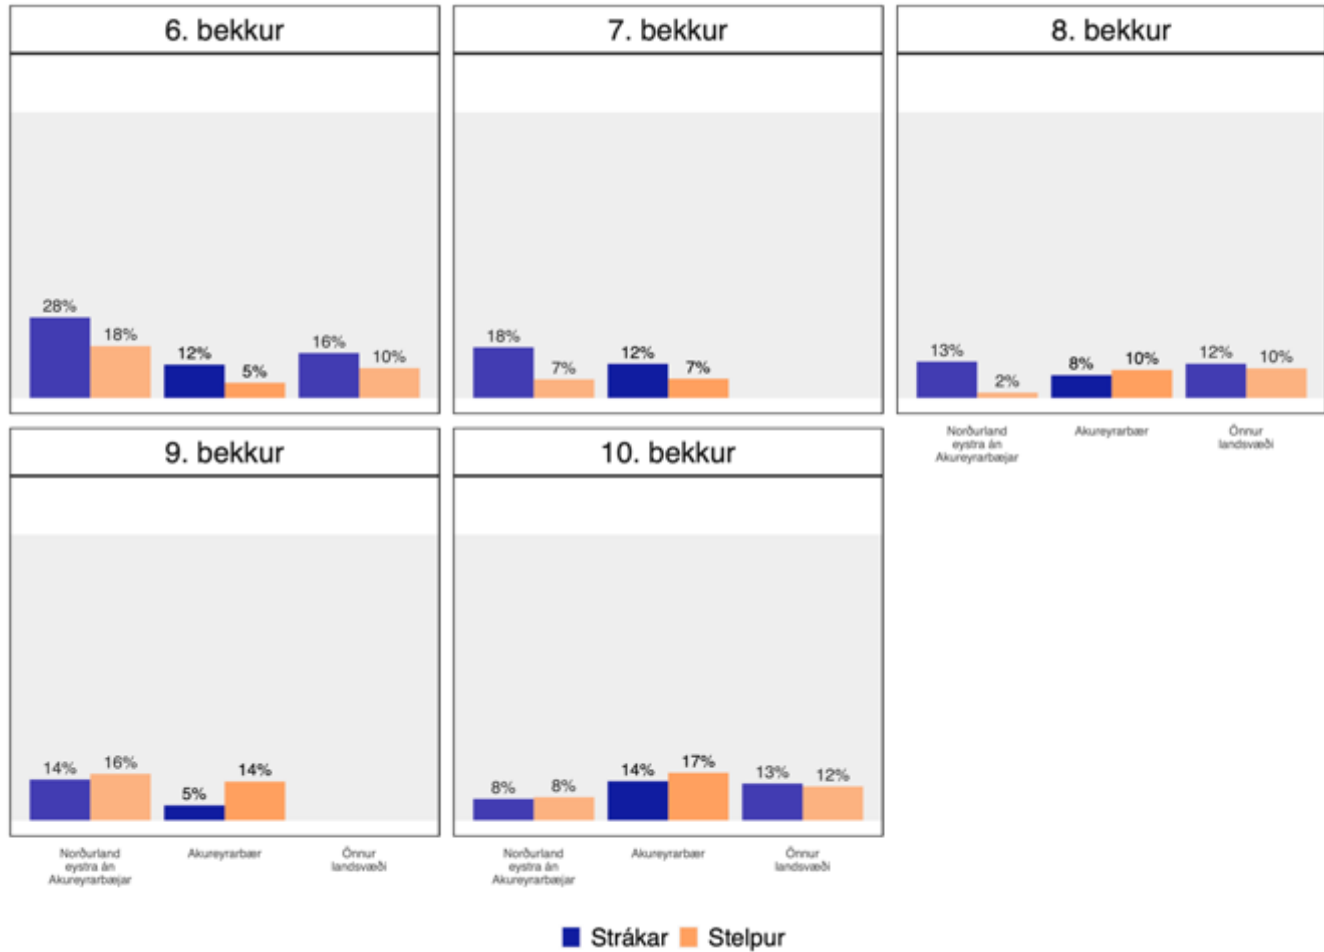 6. bekkur
7. bekkur
8. bekkur
28%
18%
12%
5%
16%
10%
18%
7%
12%
7%
13%
2%
8%
10%
12%
10%
Norðurland
eystra án
Akureyrarbæjar
Akureyrarbær
Önnur
landsvæði
9. bekkur
10. bekkur
14%
16%
5%
14%
8%
8%
14%
17%
13%
12%
Norðurland
eystra án
Akureyrarbæjar
Akureyrarbær
Önnur
landsvæði
Norðurland
eystra án
Akureyrarbæjar
Akureyrarbær
Önnur
landsvæði
Strákar
Stelpur